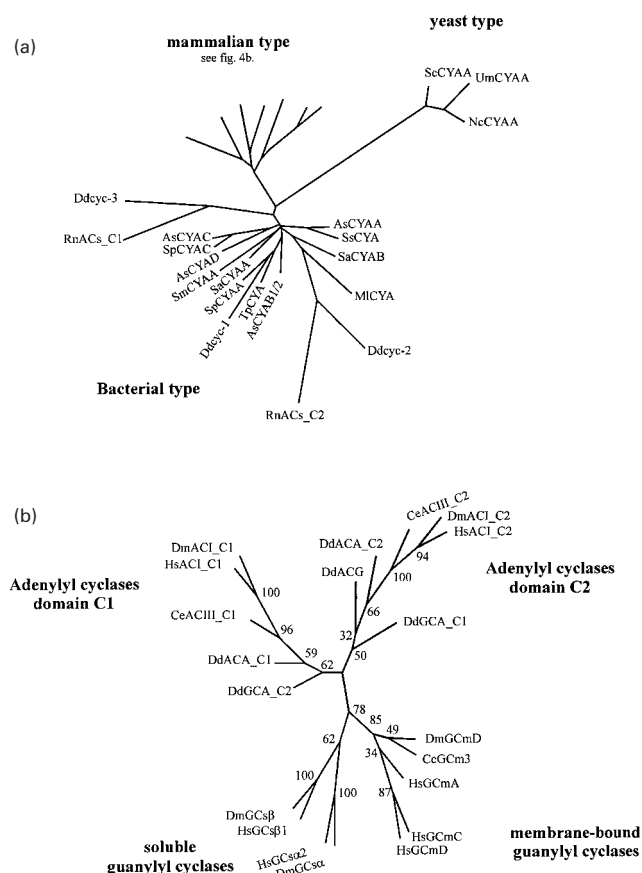 (a)
mammalian type
see fig. 4b.
yeast type
ScCYAA
UmCYAA
NcCYAA
Ddcyc-3
RnACs_C1
AsCYAC
SpCYAC
AsCYAD
SmCYAA
SaCYAA
SpCYAA
Ddcyc-1
TpCYA
AsCYAB1/2
AsCYAA
SsCYA
SaCYAB
MlCYA
Ddcyc-2
RnACs_C2
Bacterial type
(b)
Adenylyl cyclases
domain C1
DmACI_C1
HsACI_C1
100
CeACIII_C1
96
DdACA_C1
59
62
DdGCA_C2
Adenylyl cyclases
domain C2
CeACIII_C2
DmACI_C2
HsACI_C2
94
100
DdACA_C2
DdACG
66
32
DdGCA_C1
50
78
85
49
DmGCmD
CcGCm3
34
HsGCmA
87
HsGCmC
HsGCmD
membrane-bound
guanylyl cyclases
62
100
100
DmGCsβ
HsGCsβ1
HsGCsα2
DmGCsα
soluble
guanylyl cyclases